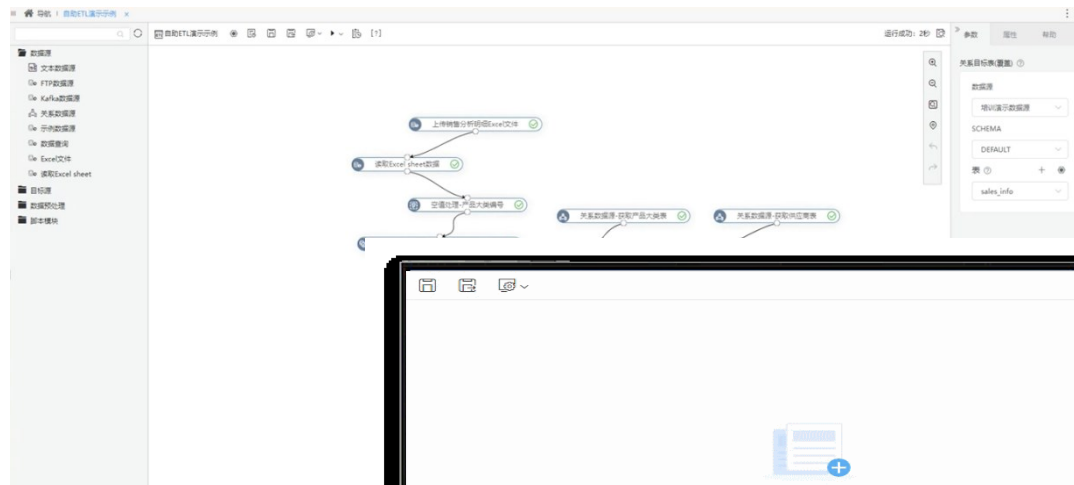 导航 | 自助ETL演示示例 ×
自助ETL演示示例
运行成功: 2秒
参数 属性 帮助
数据源
文本数据源
FTP数据源
Kafka数据源
关系数据源
示例数据源
数据查询
Excel文件
读取Excel sheet
目标源
数据预处理
脚本模块
上传销售分析明细Excel文件
读取Excel sheet数据
空值处理-产品大类编号
关系数据源-获取产品大类表
关系数据源-获取供应商表
关系目标表(覆盖)
数据源
培训演示数据源
SCHEMA
DEFAULT
表
sales_info